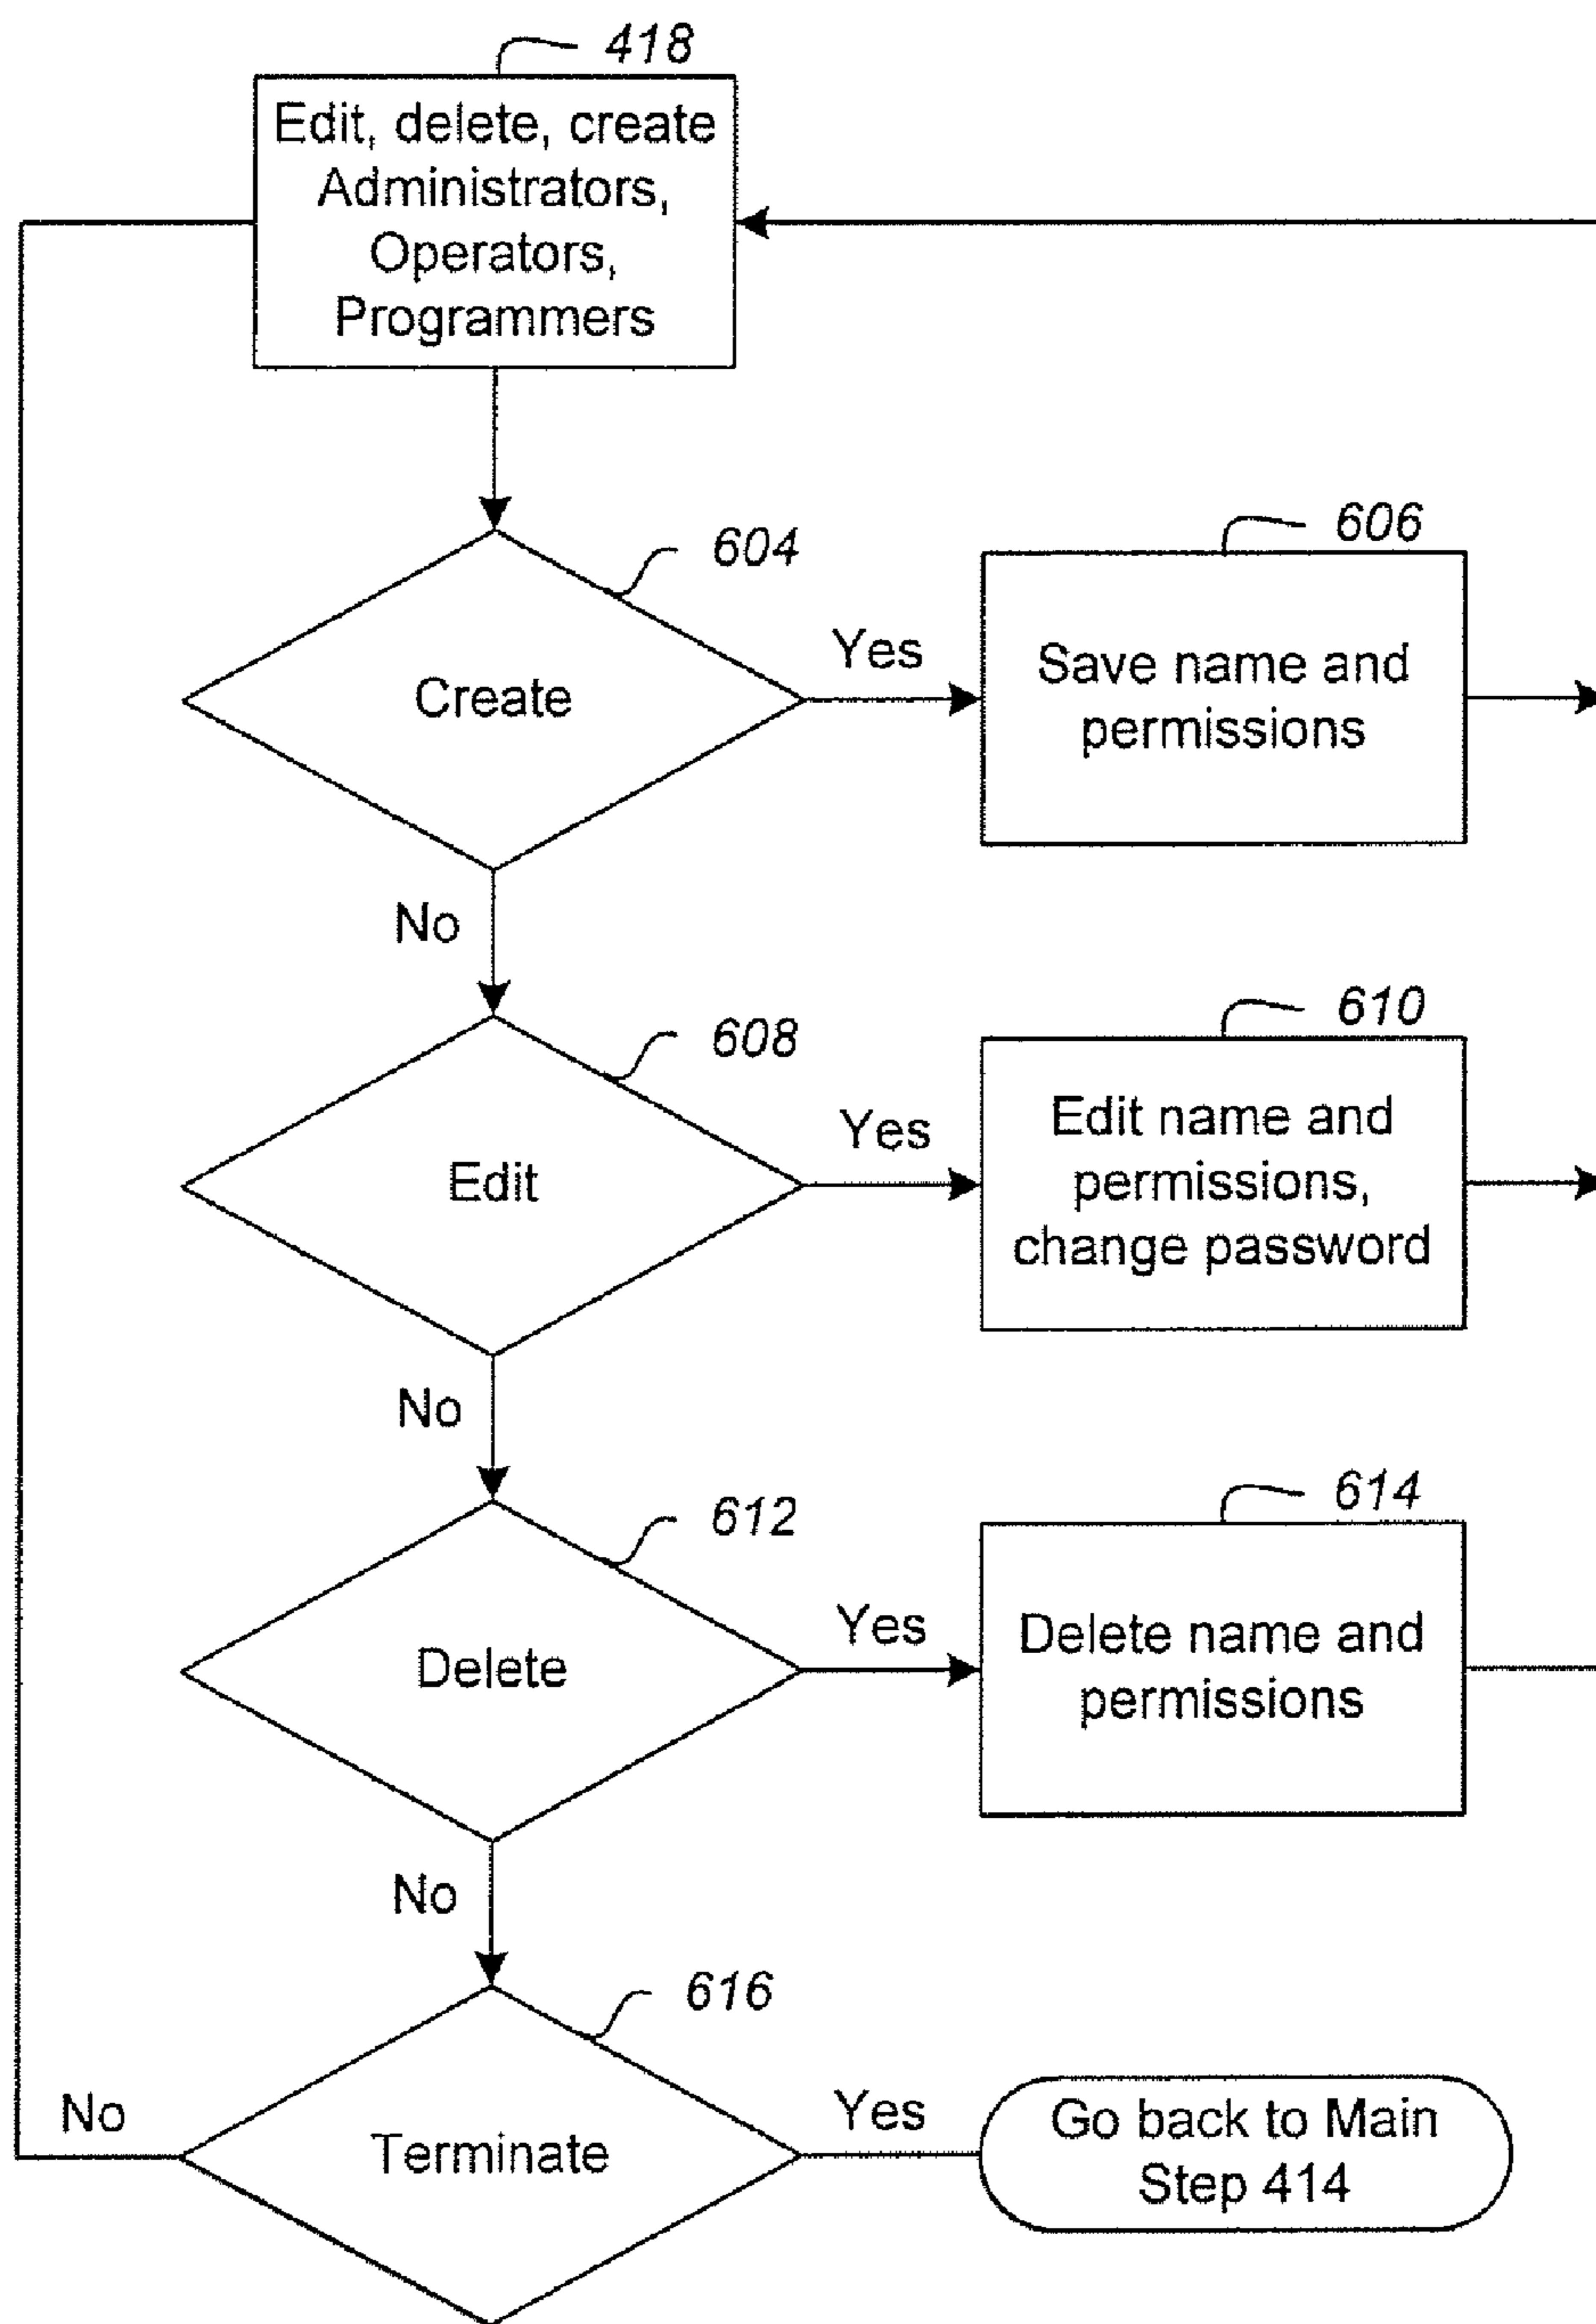 418
Edit, delete, create
Administrators,
Operators,
Programmers
604
Create
Yes
606
Save name and
permissions
No
608
Edit
Yes
610
Edit name and
permissions,
change password
No
612
Delete
Yes
614
Delete name and
permissions
No
616
Terminate
No
Yes
Go back to Main
Step 414